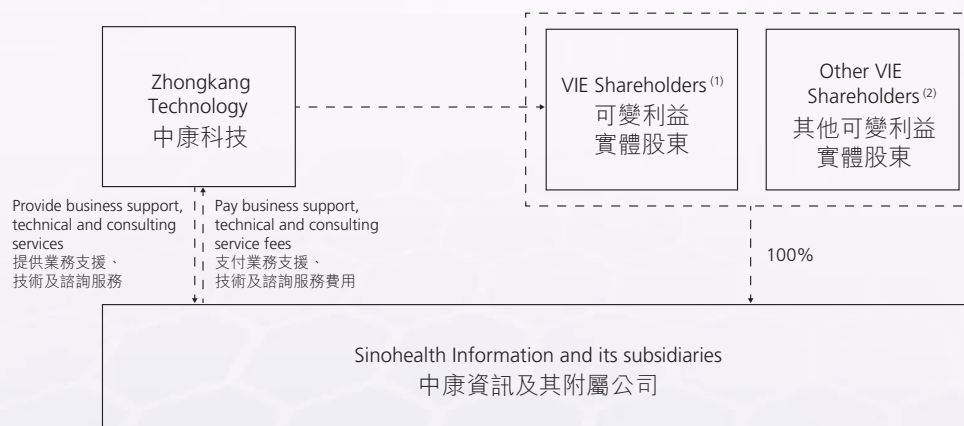 Zhongkang
Technology
中康科技
VIE Shareholders (1)
可變利益
實體股東
Other VIE
Shareholders (2)
其他可變利益
實體股東
Provide business support,
technical and consulting
services
提供業務支援、
技術及諮詢服務
Pay business support,
technical and consulting
service fees
支付業務支援、
技術及諮詢服務費用
100%
Sinohealth Information and its subsidiaries
中康資訊及其附屬公司